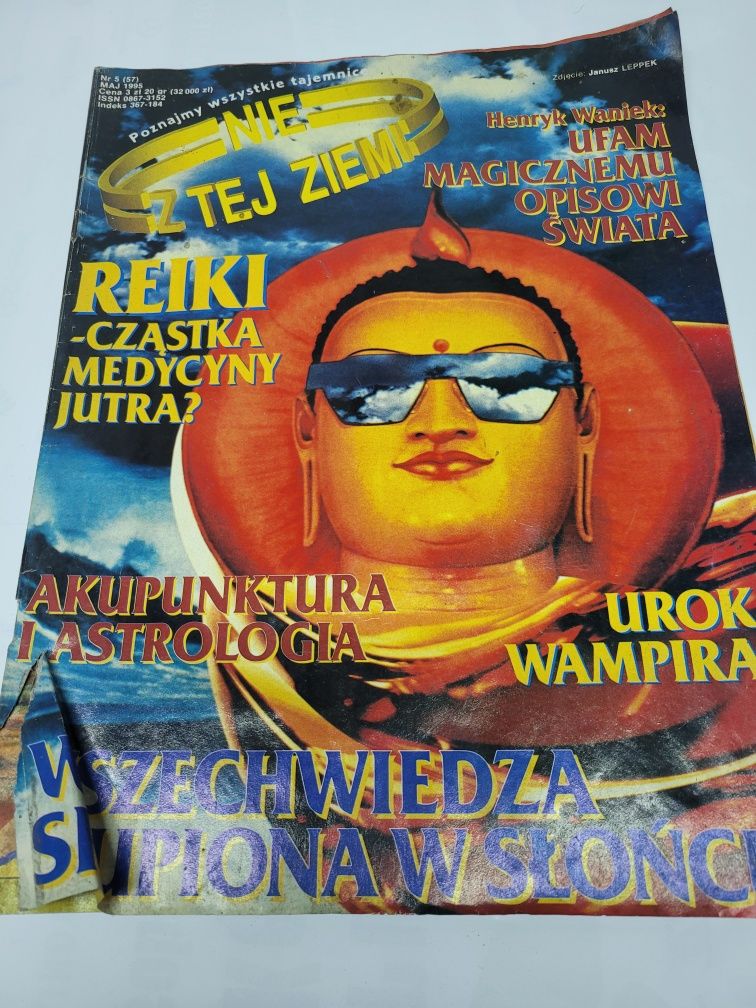 Nr 5 (57)
MAJ 1995
Cena 3 zł 20 gr (32 000 zł)
ISSN 0867-3152
Indeks 367-184
Poznajmy wszystkie tajemnice
NIE
Z TEJ ZIEMI
Zdjęcie: Janusz LEPPEK
Henryk Waniek:
UFAM
MAGICZNEMU
OPISOWI
ŚWIATA
REIKI
-CZĄSTKA
MEDYCYNY
JUTRA?
AKUPUNKTURA
I ASTROLOGIA
UROK
WAMPIRA
WSZECHWIEDZA
SKUPIONA W SŁOŃCU